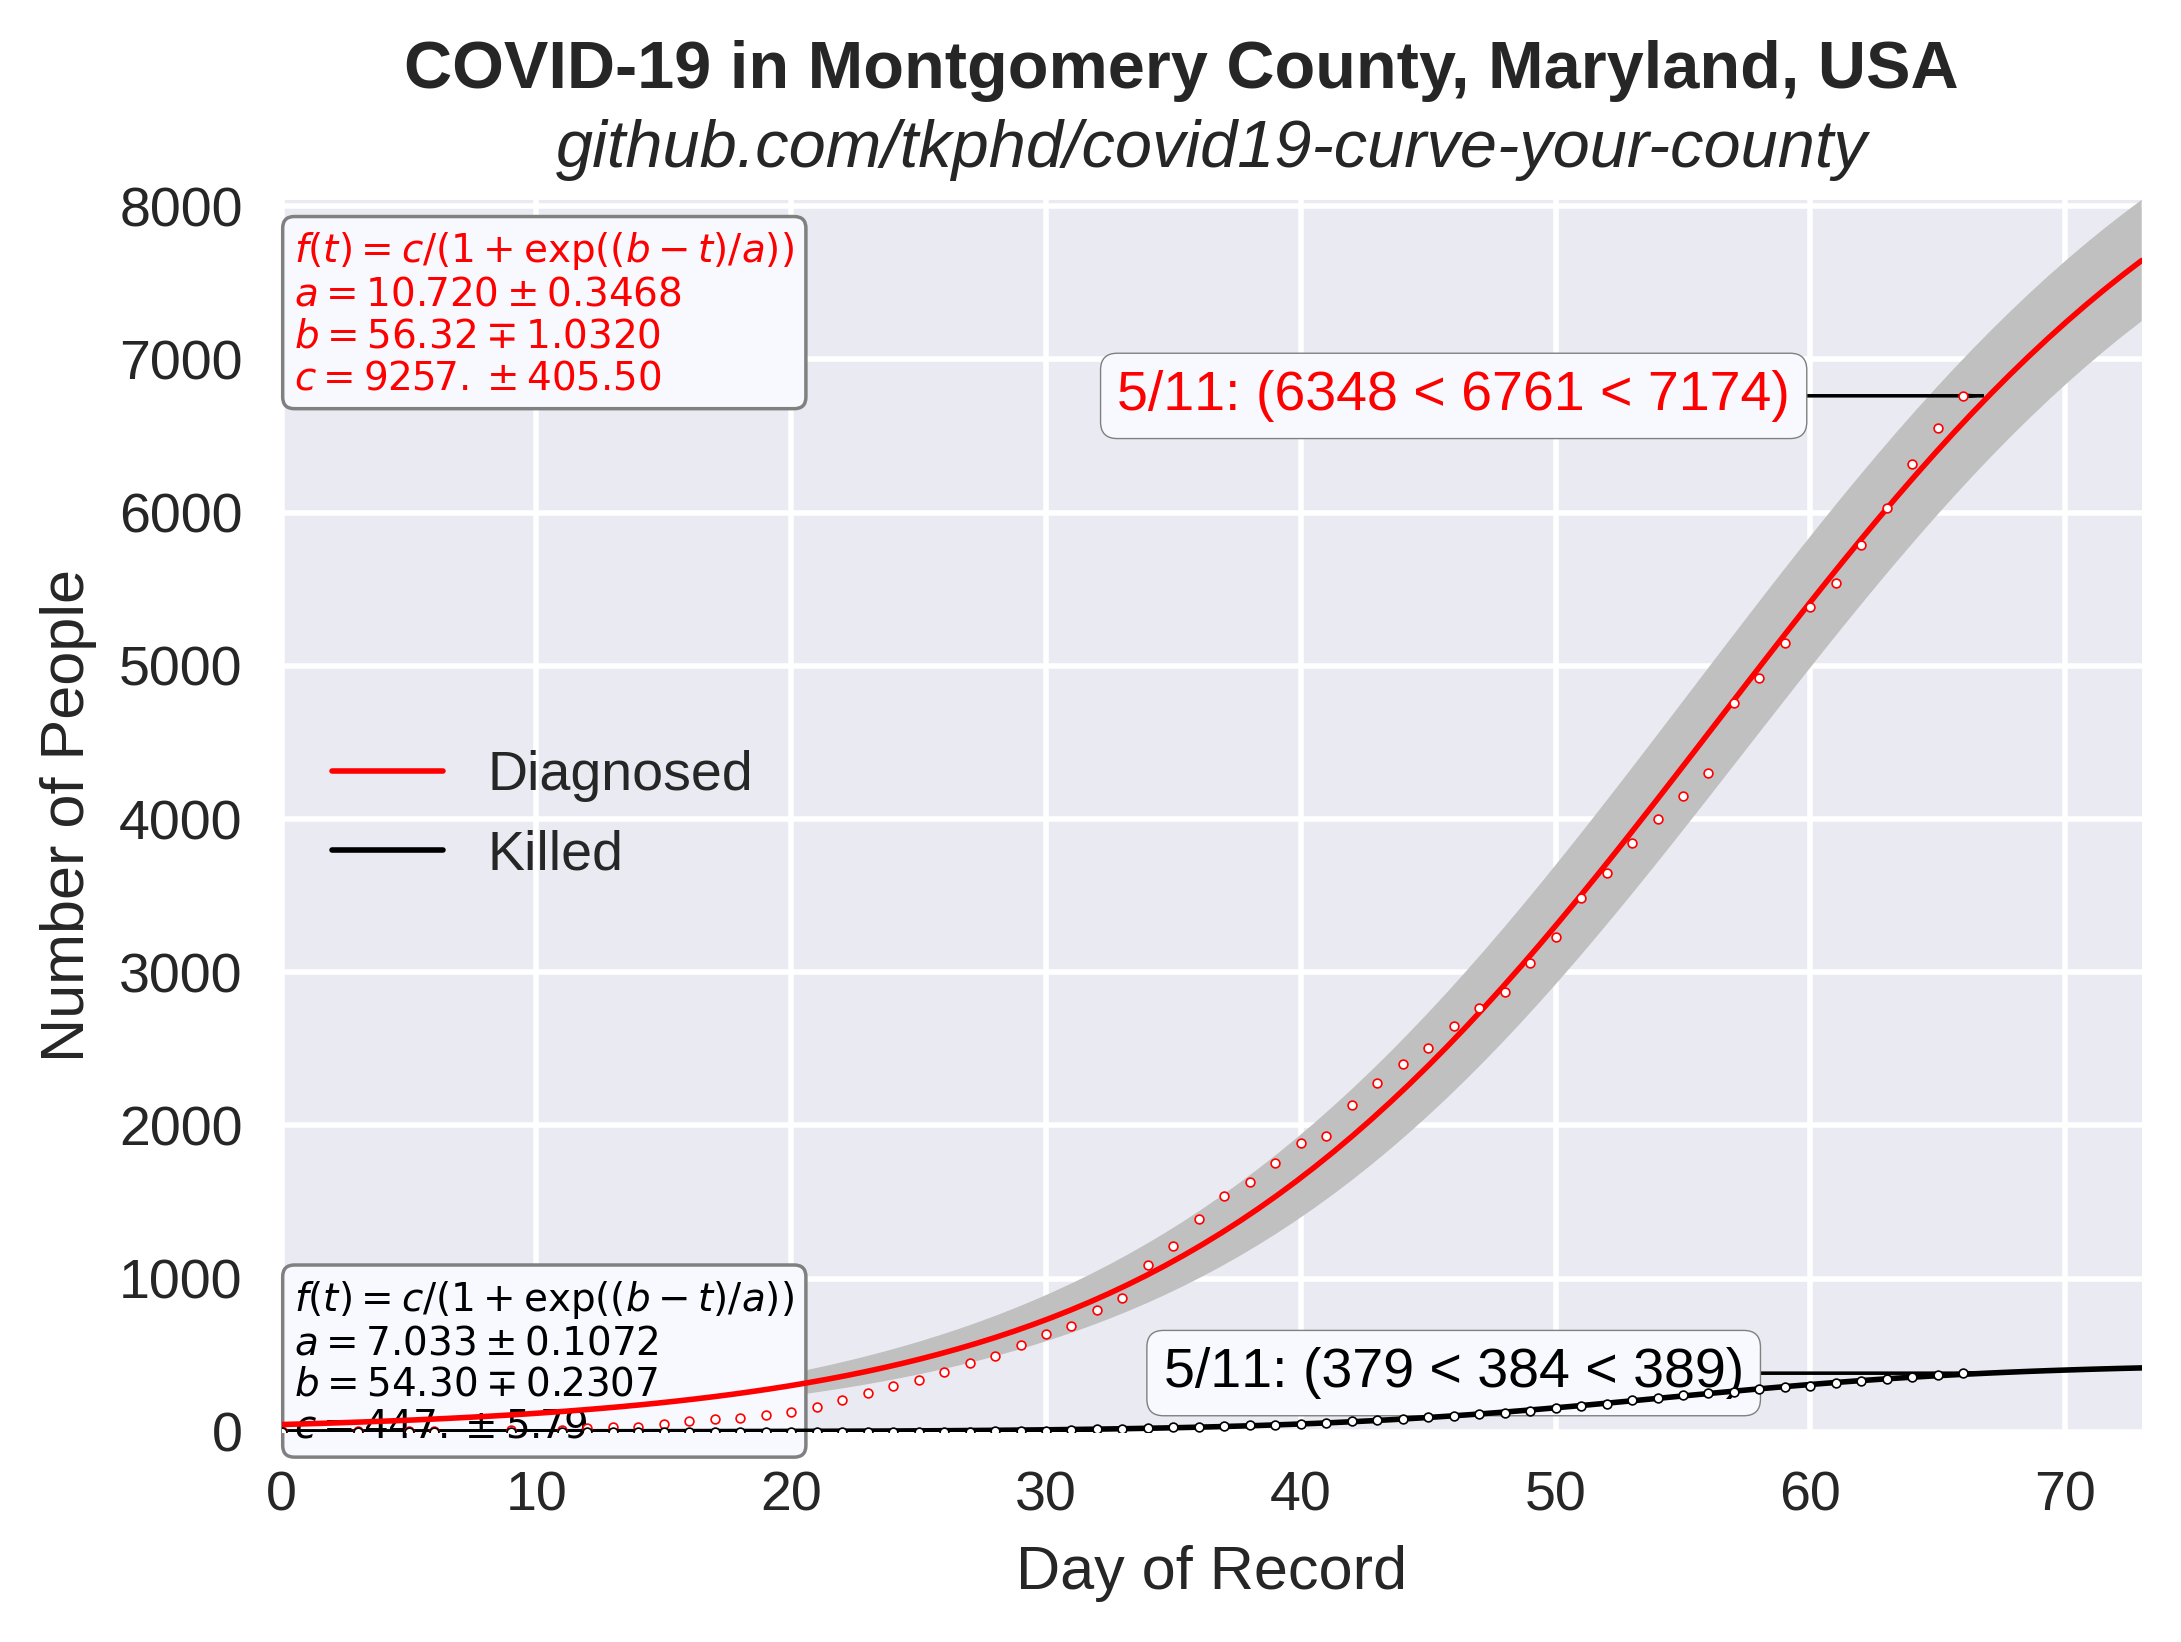 COVID-19 in Montgomery County, Maryland, USA
github.com/tkphd/covid19-curve-your-county
8000
7000
6000
5000
4000
3000
2000
1000
0
Number of People
f(t) = c/(1 + exp((b − t)/a))
a = 10.720 ± 0.3468
b = 56.32 ∓ 1.0320
c = 9257. ± 405.50
5/11: (6348 < 6761 < 7174)
Diagnosed
Killed
f(t) = c/(1 + exp((b − t)/a))
a = 7.033 ± 0.1072
b = 54.30 ∓ 0.2307
c = 447. ± 5.79
5/11: (379 < 384 < 389)
0 10 20 30 40 50 60 70
Day of Record